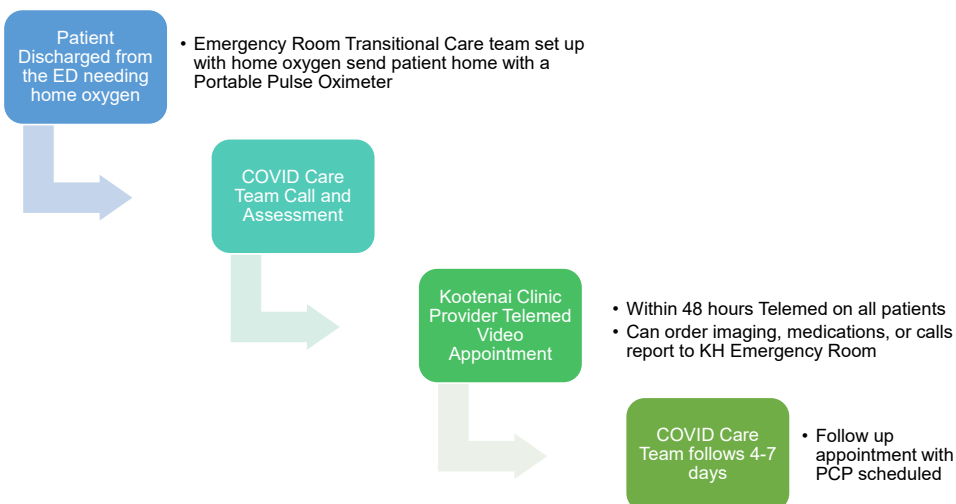 Patient
Discharged from
the ED needing
home oxygen
• Emergency Room Transitional Care team set up
with home oxygen send patient home with a
Portable Pulse Oximeter
COVID Care
Team Call and
Assessment
Kootenai Clinic
Provider Telemed
Video
Appointment
• Within 48 hours Telemed on all patients
• Can order imaging, medications, or calls
report to KH Emergency Room
COVID Care
Team follows 4-7
days
• Follow up
appointment with
PCP scheduled